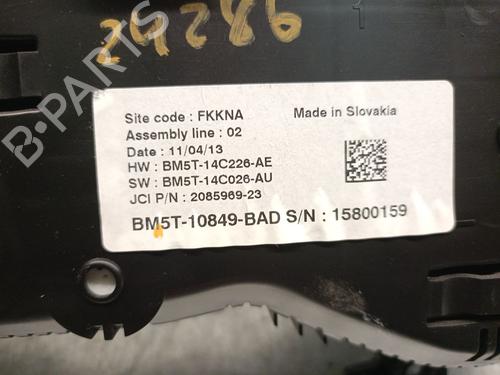 24286
Site code : FKKNA
Made in Slovakia
Assembly line : 02
Date : 11/04/13
HW : BM5T-14C226-AE
SW : BM5T-14C026-AU
JCI P/N : 2085969-23
BM5T-10849-BAD S/N : 15800159
B-PARTS